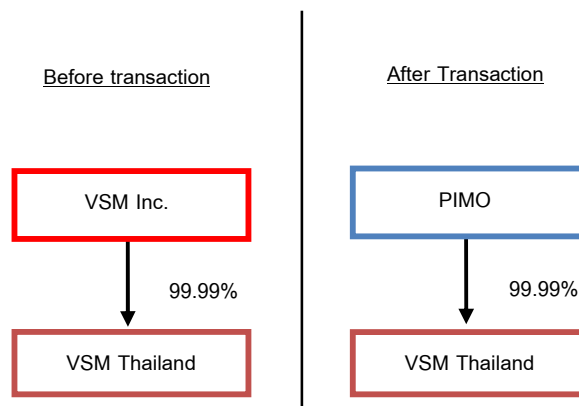 Before transaction
VSM Inc.
99.99%
VSM Thailand
After Transaction
PIMO
99.99%
VSM Thailand